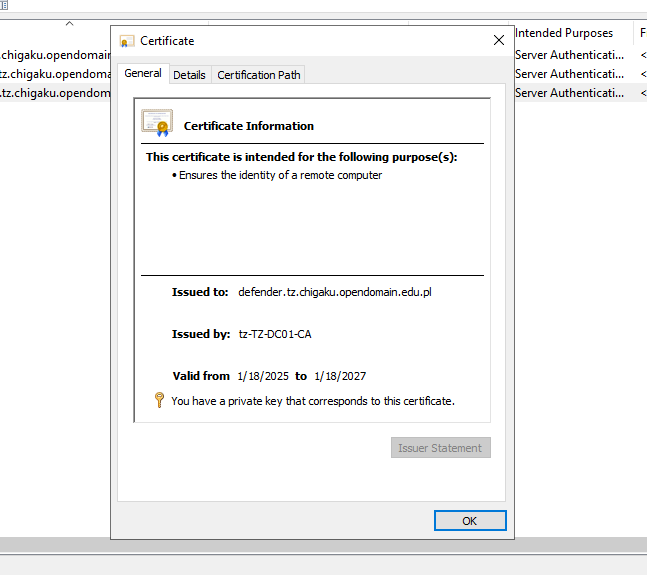 Certificate
General Details Certification Path
Certificate Information
This certificate is intended for the following purpose(s):
• Ensures the identity of a remote computer
Issued to: defender.tz.chigaku.opendomain.edu.pl
Issued by: tz-TZ-DC01-CA
Valid from 1/18/2025 to 1/18/2027
You have a private key that corresponds to this certificate.
Issuer Statement
OK
Intended Purposes F
.chigaku.opendomain Server Authenticati... <
tz.chigaku.opendoma Server Authenticati... <
.tz.chigaku.opendom Server Authenticati... <